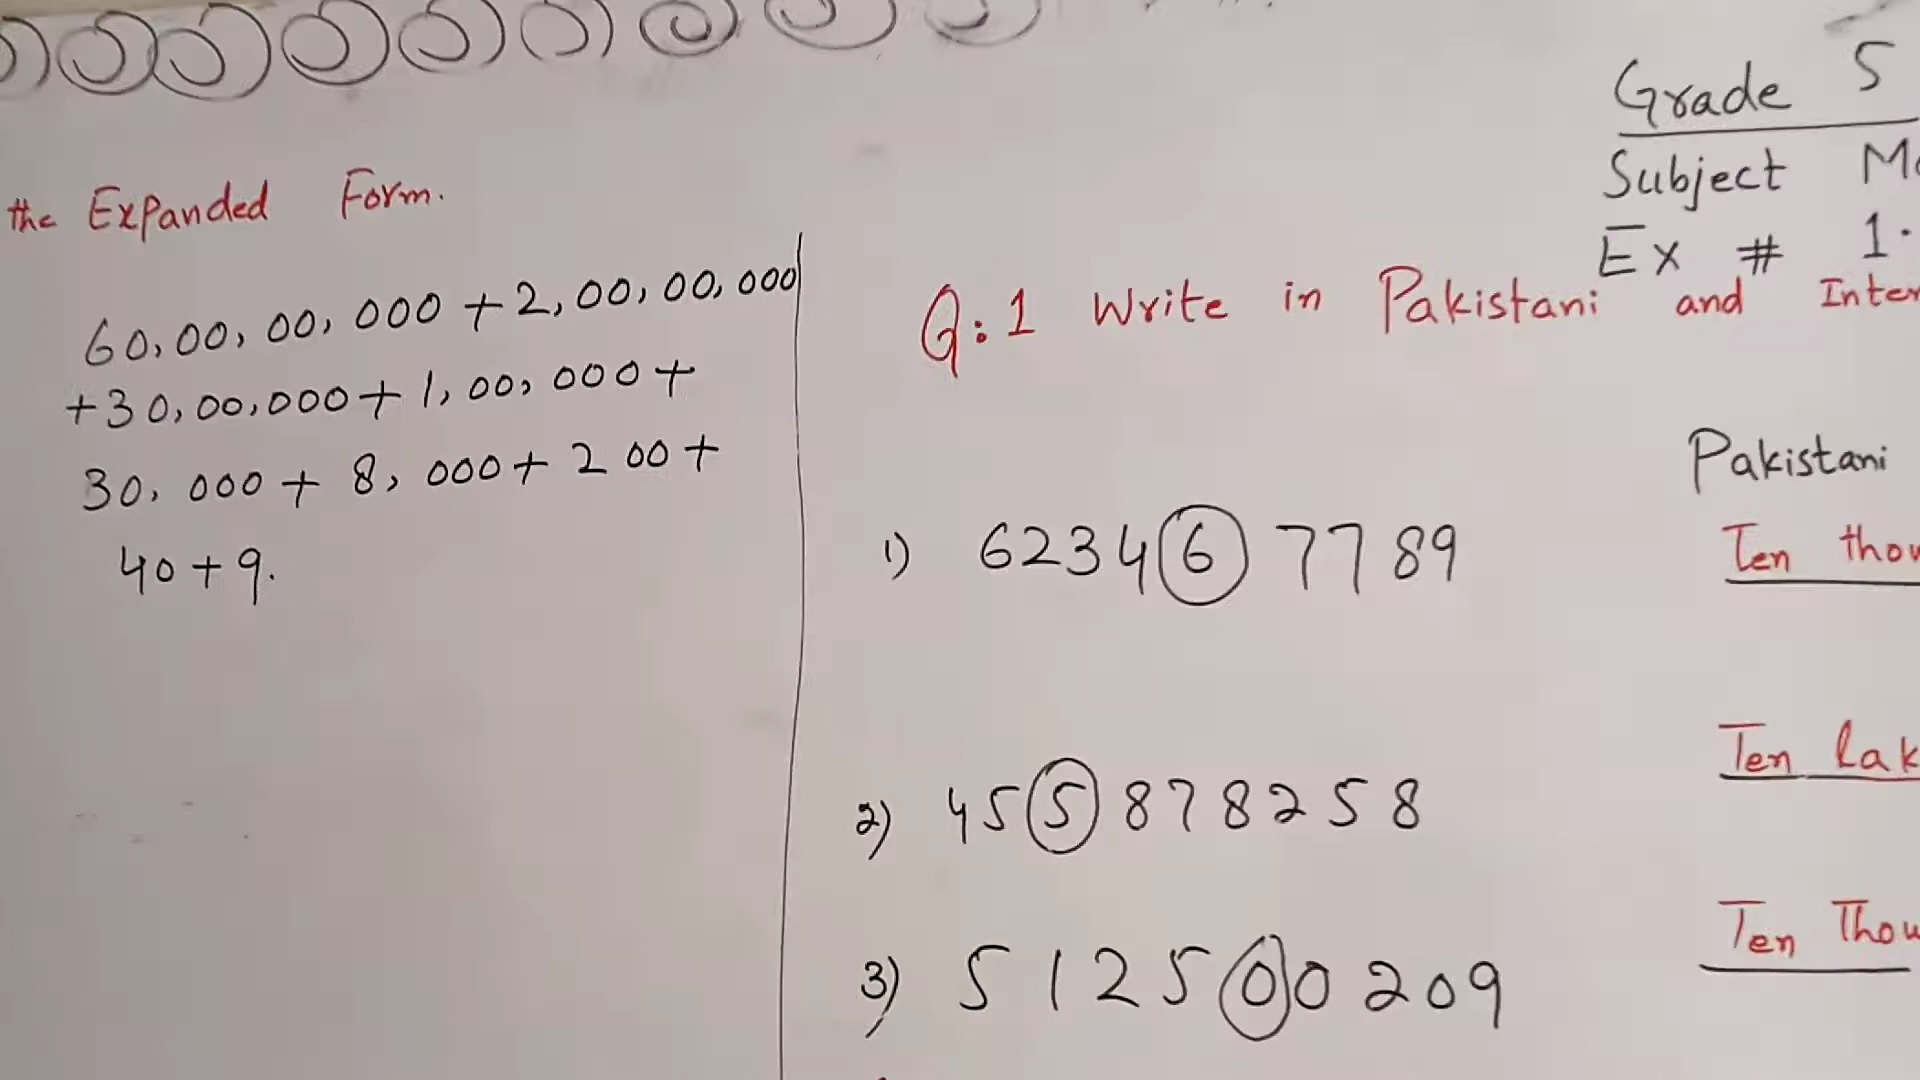 the Expanded Form.
60,00,00,000 + 2,00,00,000
+30,00,000 + 1,00,000 +
30,000 + 8,000 + 200 +
40 + 9.
Grade 5
Subject
Ex # 1.
Q:1 Write in Pakistani and
Pakistani
1) 623467789
Ten
2) 455878258
Ten
3) 512500209
Ten